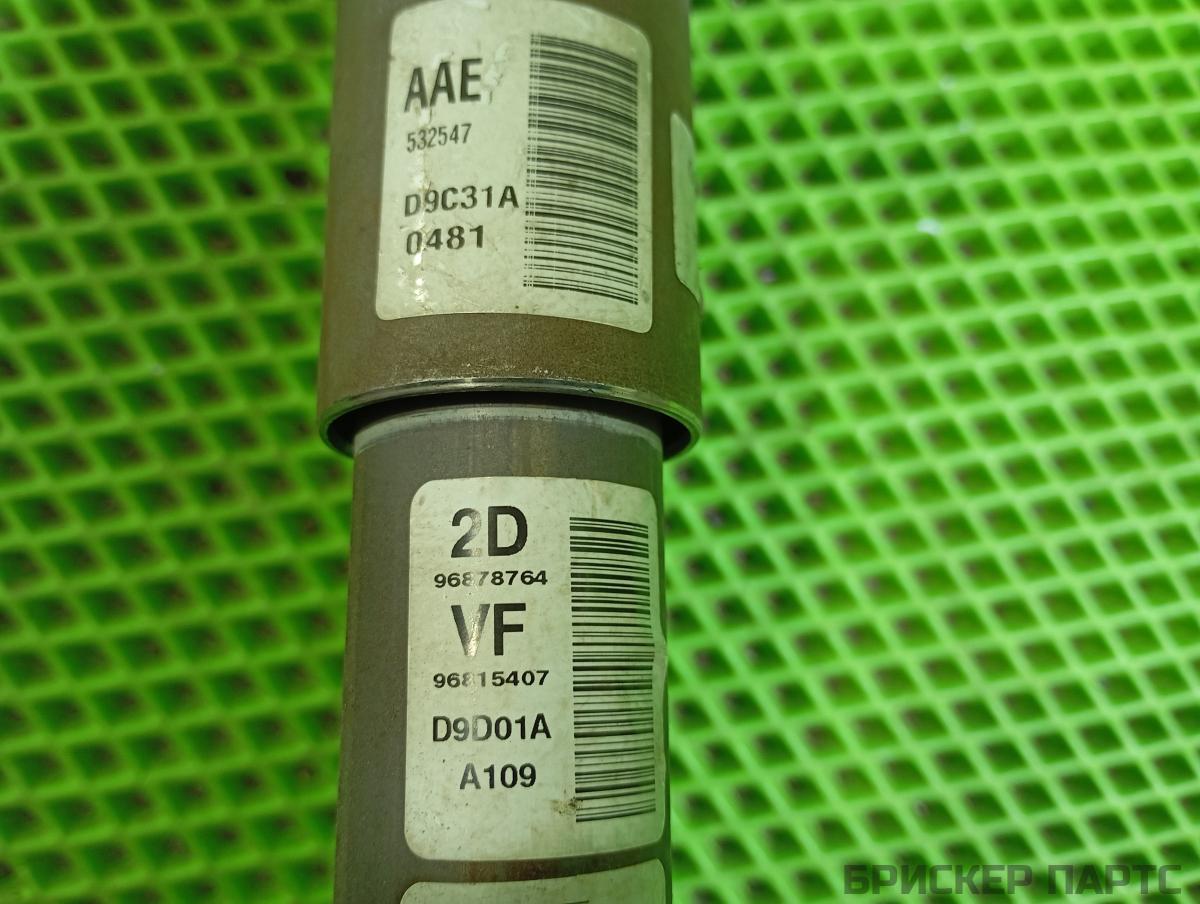 AAE
532547
D9C31A
0481
2D
96878764
VF
96815407
D9D01A
A109
БРИСКЕР ПАРТС